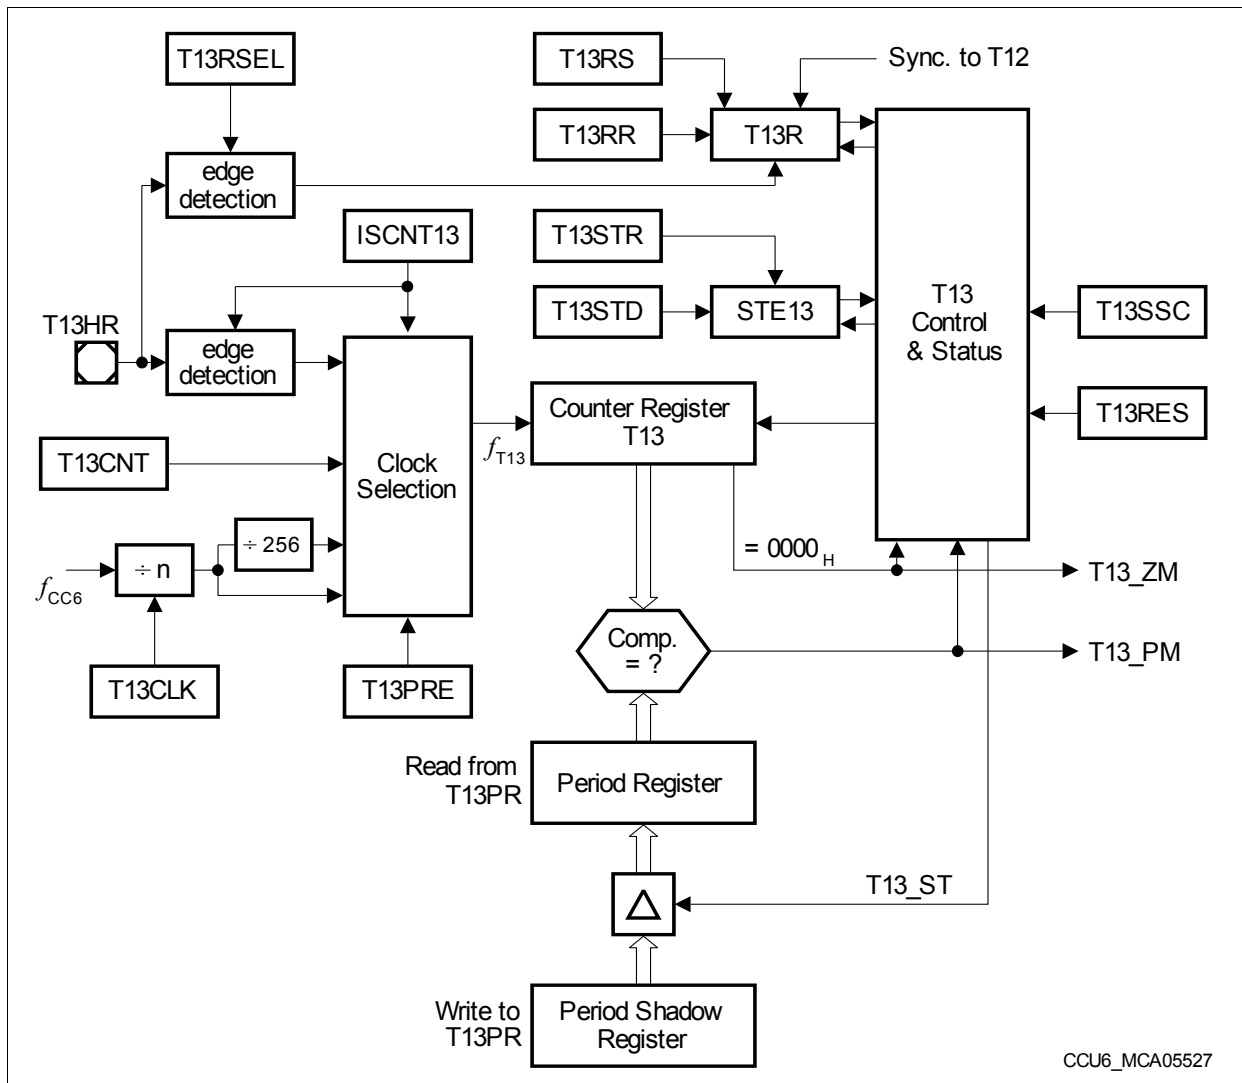 T13RSEL
T13RS
Sync. to T12
T13RR
T13R
edge
detection
ISCNT13
T13STR
T13STD
STE13
T13
Control
& Status
T13SSC
T13HR
edge
detection
T13RES
Counter Register
T13
fT13
T13CNT
Clock
Selection
÷ 256
= 0000H
÷ n
fCC6
T13_ZM
Comp.
= ?
T13_PM
T13CLK
T13PRE
Read from
T13PR
Period Register
T13_ST
Write to
T13PR
Period Shadow
Register
CCU6_MCA05527